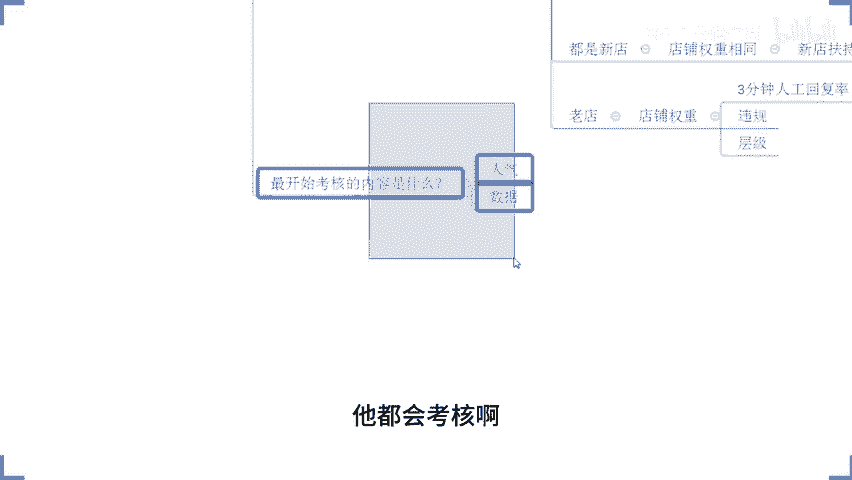 都是新店 店铺权重相同 新店扶持
3分钟人工回复率
老店 店铺权重 违规
层级
人气
最开始考核的内容是什么？
数据
他都会考核啊